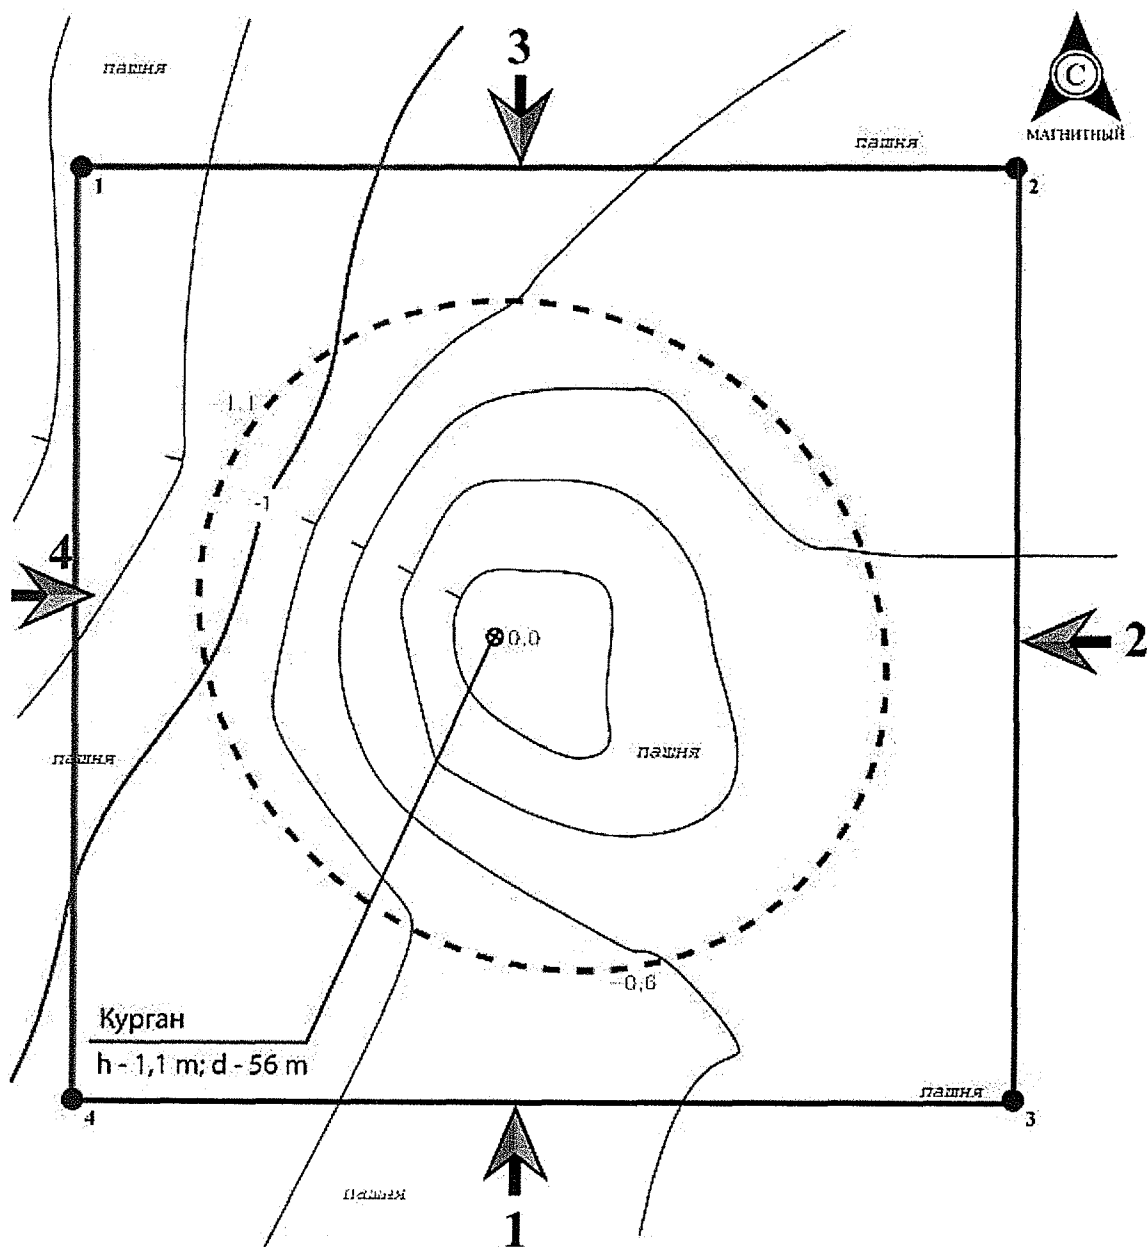 3
С
МАГНИТНЫЙ
пашня
пашня
1
2
-1,1
-1
4
0,0
2
пашня
пашня
-0,6
Курган
h - 1,1 m; d - 56 m
пашня
4
3
пашня
1